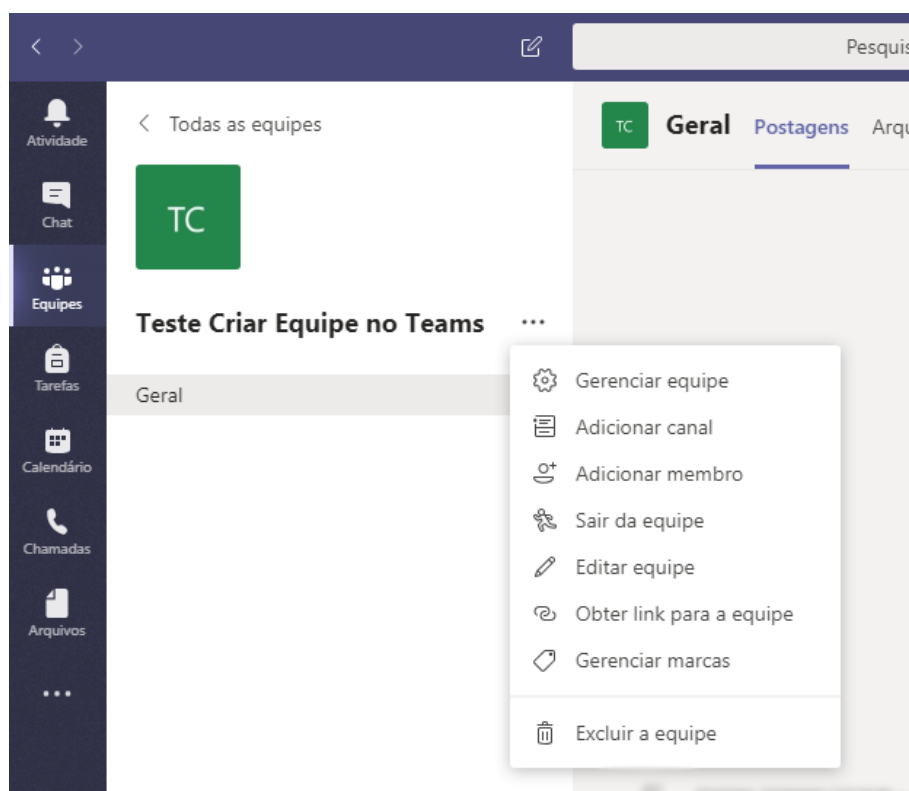 Pesquis
Atividade
Chat
Equipes
Tarefas
Calendário
Chamadas
Arquivos
Todas as equipes
TC
Teste Criar Equipe no Teams
Geral
TC Geral Postagens Arqu
Gerenciar equipe
Adicionar canal
Adicionar membro
Sair da equipe
Editar equipe
Obter link para a equipe
Gerenciar marcas
Excluir a equipe